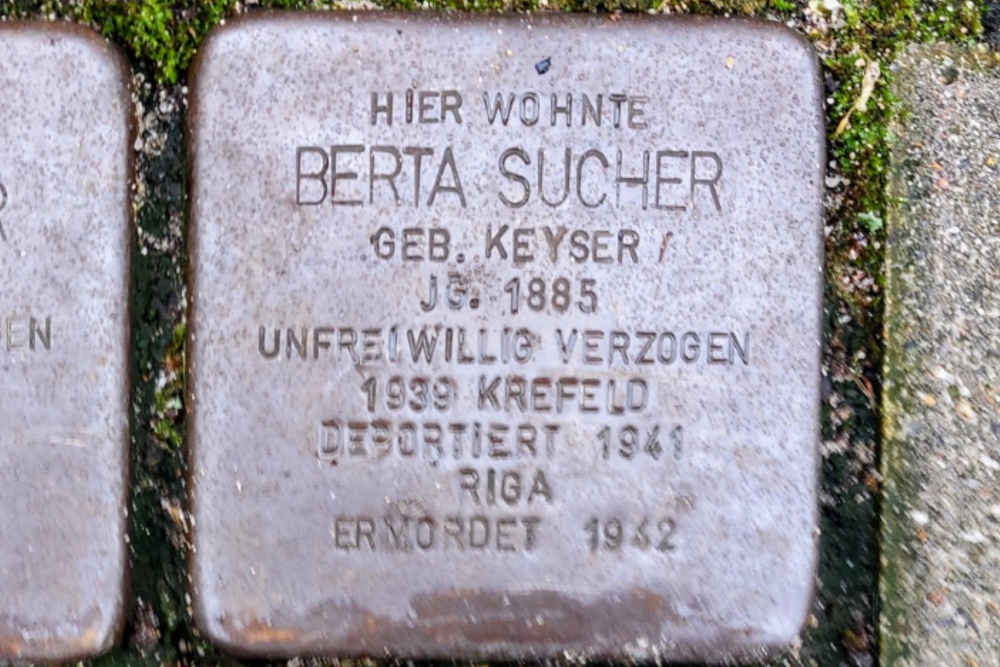 HIER WOHNTE
BERTA SUCHER
GEB. KEYSER
JG. 1885
UNFREIWILLIG VERZOGEN
1939 KREFELD
DEPORTIERT 1941
RIGA
ERMORDET 1942